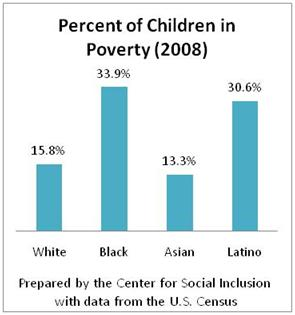 Percent of Children in
Poverty (2008)
33.9%
30.6%
15.8%
13.3%
White Black Asian Latino
Prepared by the Center for Social Inclusion
with data from the U.S. Census